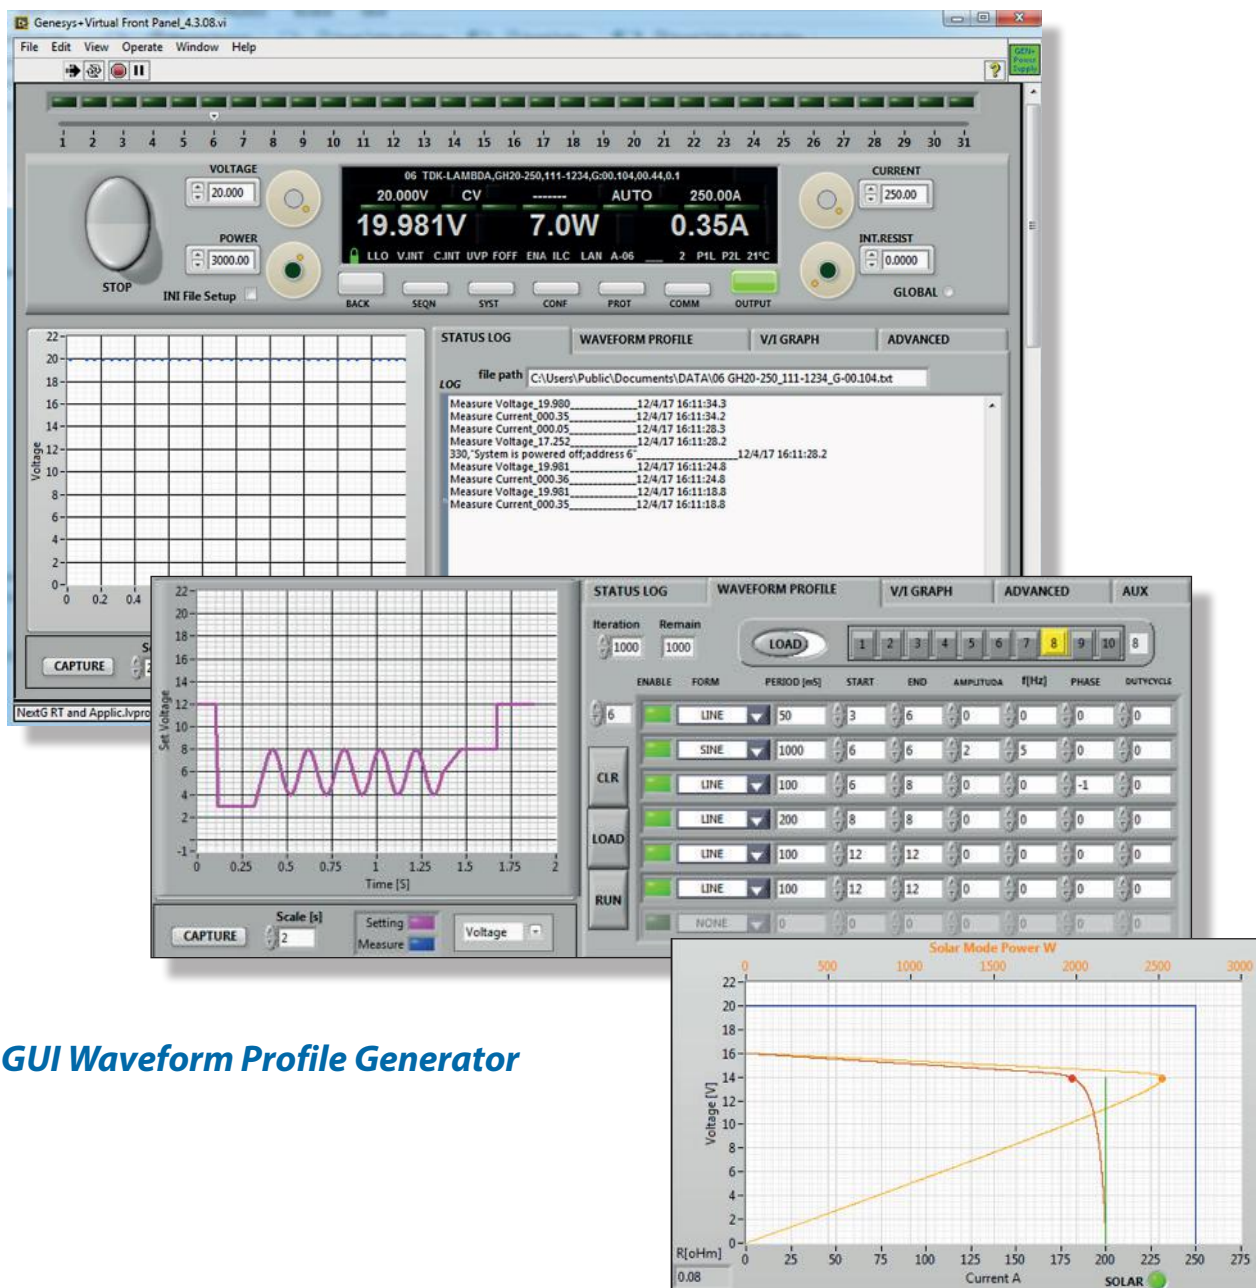 Genesys+Virtual Front Panel_4.3.08.vi
File Edit View Operate Window Help
GEN+
Power
Supply
1 2 3 4 5 6 7 8 9 10 11 12 13 14 15 16 17 18 19 20 21 22 23 24 25 26 27 28 29 30 31
VOLTAGE
20.000
POWER
3000.00
STOP
INI File Setup
06 TDK-LAMBDA,GH20-250,111-1234,G:00.104,00.44,0.1
20.000V CV ------- AUTO 250.00A
19.981V 7.0W 0.35A
LLO V.INT C.INT UVP FOFF ENA ILC LAN A-06 ___ 2 P1L P2L 21°C
BACK SEQN SYST CONF PROT COMM OUTPUT
CURRENT
250.00
INT.RESIST
0.0000
GLOBAL
22
20
18
16
14
12
10
8
6
4
2
0
Voltage
0 0.2 0.4
STATUS LOG WAVEFORM PROFILE V/I GRAPH ADVANCED
LOG file path C:\Users\Public\Documents\DATA\06 GH20-250_111-1234_G-00.104.txt
Measure Voltage_19.980____________12/4/17 16:11:34.3
Measure Current_000.35____________12/4/17 16:11:34.2
Measure Current_000.05____________12/4/17 16:11:28.3
Measure Voltage_17.252____________12/4/17 16:11:28.2
330,"System is powered off;address 6"__________________12/4/17 16:11:28.2
Measure Voltage_19.981____________12/4/17 16:11:24.8
Measure Current_000.36____________12/4/17 16:11:24.8
Measure Voltage_19.981____________12/4/17 16:11:18.8
Measure Current_000.35____________12/4/17 16:11:18.8
CAPTURE
NextG RT and Applic.lvpro
22
20
18
16
14
12
10
8
6
4
2
-1
Set Voltage
0 0.25 0.5 0.75 1 1.25 1.5 1.75 2
Time [S]
CAPTURE
Scale [s]
2
Setting
Measure
Voltage
STATUS LOG WAVEFORM PROFILE V/I GRAPH ADVANCED AUX
Iteration Remain
1000 1000
LOAD 1 2 3 4 5 6 7 8 9 10 8
ENABLE FORM PERIOD [mS] START END AMPLITUDA f[Hz] PHASE DUTYCYCLE
6 LINE 50 3 6 0 0 0 0
SINE 1000 6 6 2 5 0 0
CLR
LINE 100 6 8 0 0 -1 0
LINE 200 8 8 0 0 0 0
LOAD
LINE 100 12 12 0 0 0 0
LINE 100 12 12 0 0 0 0
RUN
NONE 0 0 0 0 0 0 0
GUI Waveform Profile Generator
Solar Mode Power W
0 500 1000 1500 2000 2500 3000
22
20
18
16
14
12
10
8
6
4
2
0
Voltage [V]
0 25 50 75 100 125 150 175 200 225 250 275
Current A
R[oHm]
0.08
SOLAR